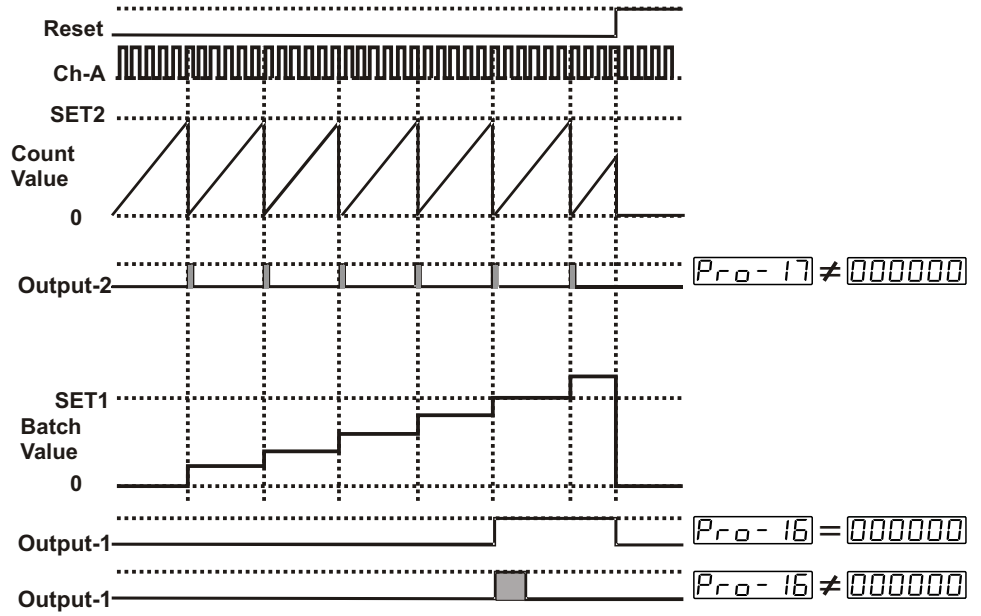 Reset
Ch-A
SET2
Count
Value
0
Output-2
Pro-17 ≠ 000000
SET1
Batch
Value
0
Output-1
Pro-16 = 000000
Output-1
Pro-16 ≠ 000000